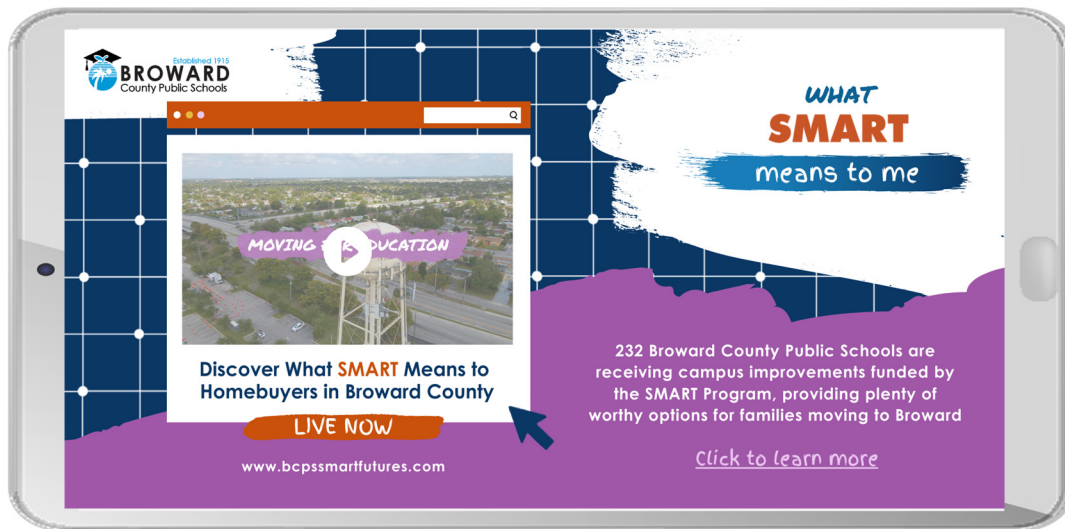 Established 1915
BROWARD
County Public Schools
MOVING DUCATION
Discover What SMART Means to
Homebuyers in Broward County
LIVE NOW
www.bcpssmartfutures.com
WHAT
SMART
means to me
232 Broward County Public Schools are
receiving campus improvements funded by
the SMART Program, providing plenty of
worthy options for families moving to Broward
Click to learn more